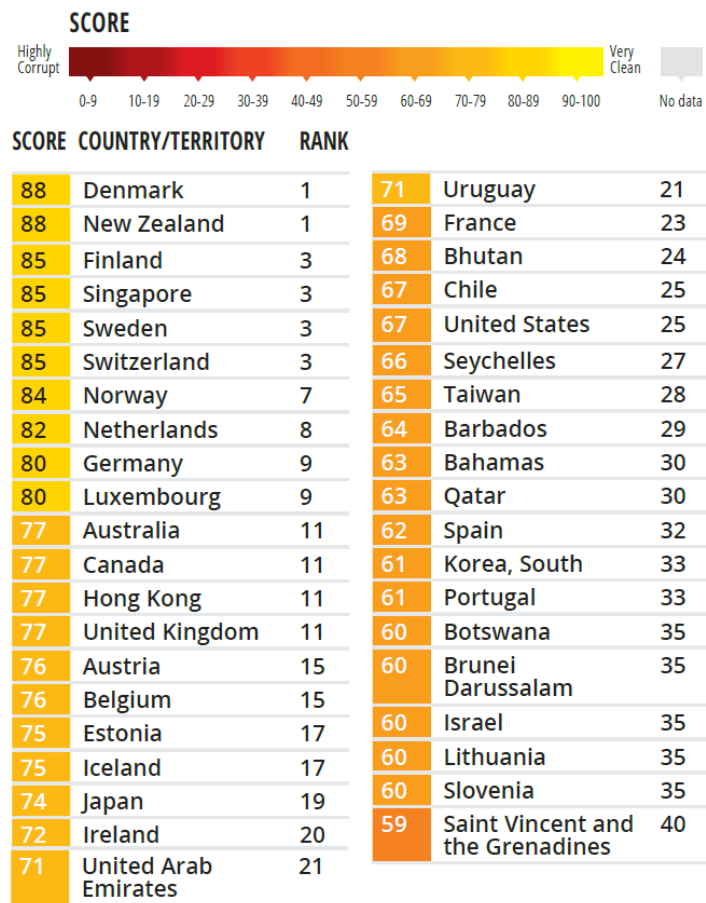 SCORE
Highly
Corrupt
Very
Clean
0-9 10-19 20-29 30-39 40-49 50-59 60-69 70-79 80-89 90-100 No data
SCORE COUNTRY/TERRITORY RANK
88 Denmark 1
88 New Zealand 1
85 Finland 3
85 Singapore 3
85 Sweden 3
85 Switzerland 3
84 Norway 7
82 Netherlands 8
80 Germany 9
80 Luxembourg 9
77 Australia 11
77 Canada 11
77 Hong Kong 11
77 United Kingdom 11
76 Austria 15
76 Belgium 15
75 Estonia 17
75 Iceland 17
74 Japan 19
72 Ireland 20
71 United Arab 21
Emirates
71 Uruguay 21
69 France 23
68 Bhutan 24
67 Chile 25
67 United States 25
66 Seychelles 27
65 Taiwan 28
64 Barbados 29
63 Bahamas 30
63 Qatar 30
62 Spain 32
61 Korea, South 33
61 Portugal 33
60 Botswana 35
60 Brunei 35
Darussalam
60 Israel 35
60 Lithuania 35
60 Slovenia 35
59 Saint Vincent and 40
the Grenadines